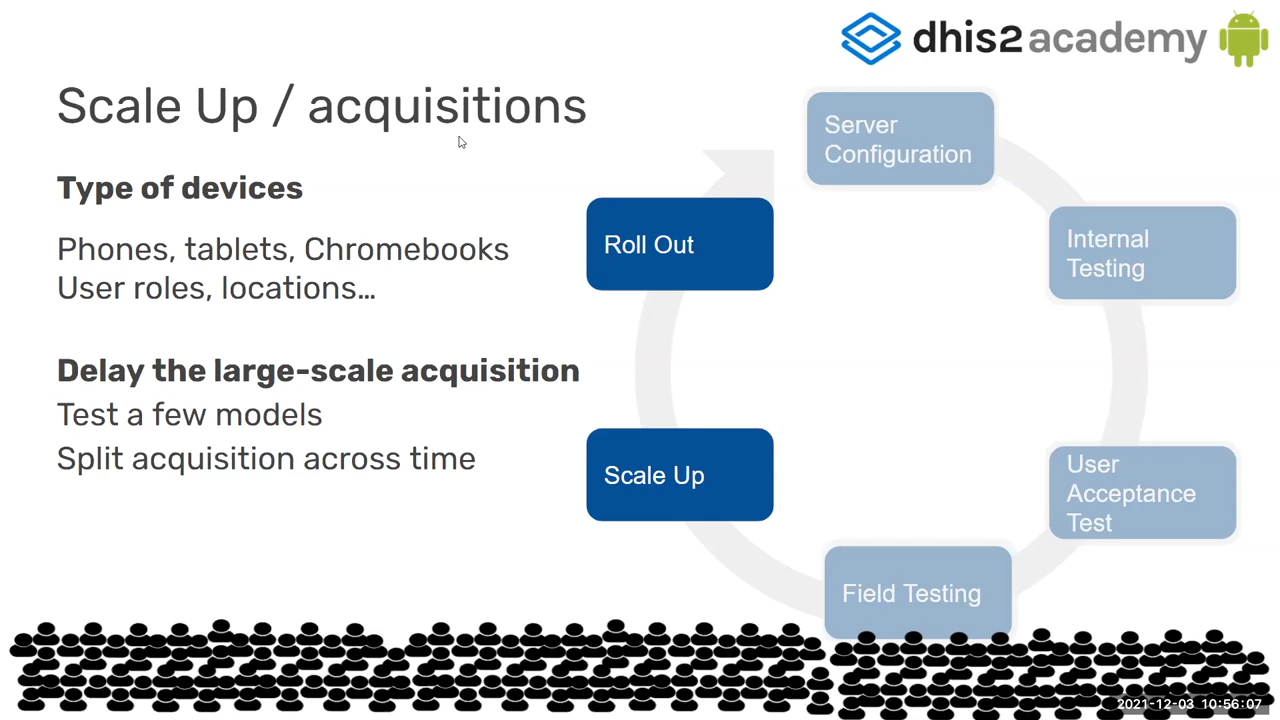 dhis2 academy
Scale Up / acquisitions
Type of devices
Phones, tablets, Chromebooks
User roles, locations...
Delay the large-scale acquisition
Test a few models
Split acquisition across time
Server
Configuration
Internal
Testing
User
Acceptance
Test
Field Testing
Scale Up
Roll Out
2021-12-03 10:56:07